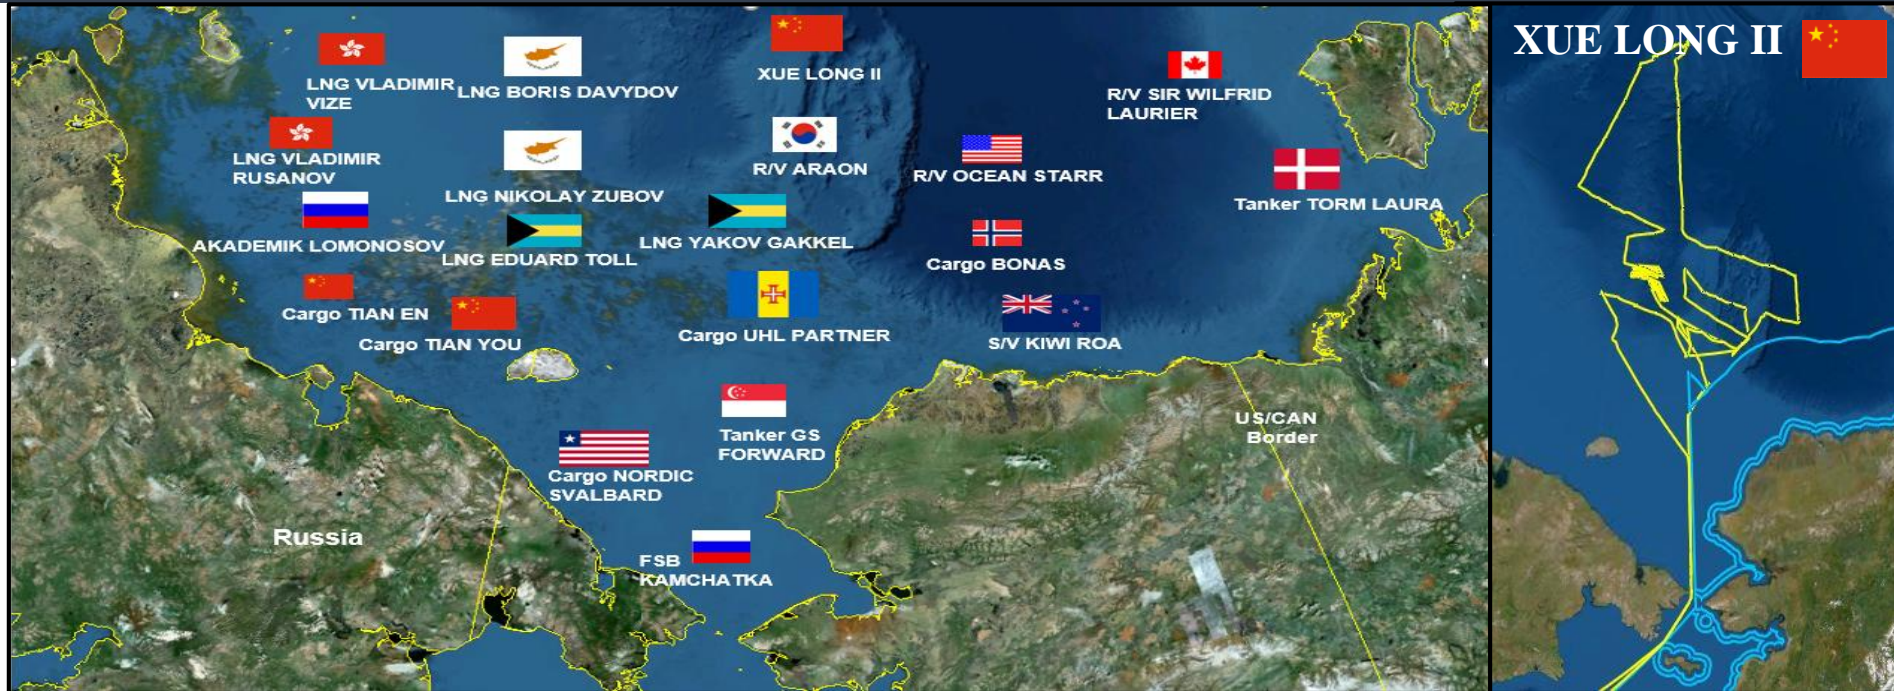 LNG VLADIMIR
VIZE
LNG BORIS DAVYDOV
XUE LONG II
R/V SIR WILFRID
LAURIER
LNG VLADIMIR
RUSANOV
LNG NIKOLAY ZUBOV
R/V ARAON
R/V OCEAN STARR
Tanker TORM LAURA
AKADEMIK LOMONOSOV
LNG EDUARD TOLL
LNG YAKOV GAKKEL
Cargo BONAS
Cargo TIAN EN
Cargo TIAN YOU
Cargo UHL PARTNER
S/V KIWI ROA
Tanker GS
FORWARD
US/CAN
Border
Cargo NORDIC
SVALBARD
Russia
FSB
KAMCHATKA
XUE LONG II